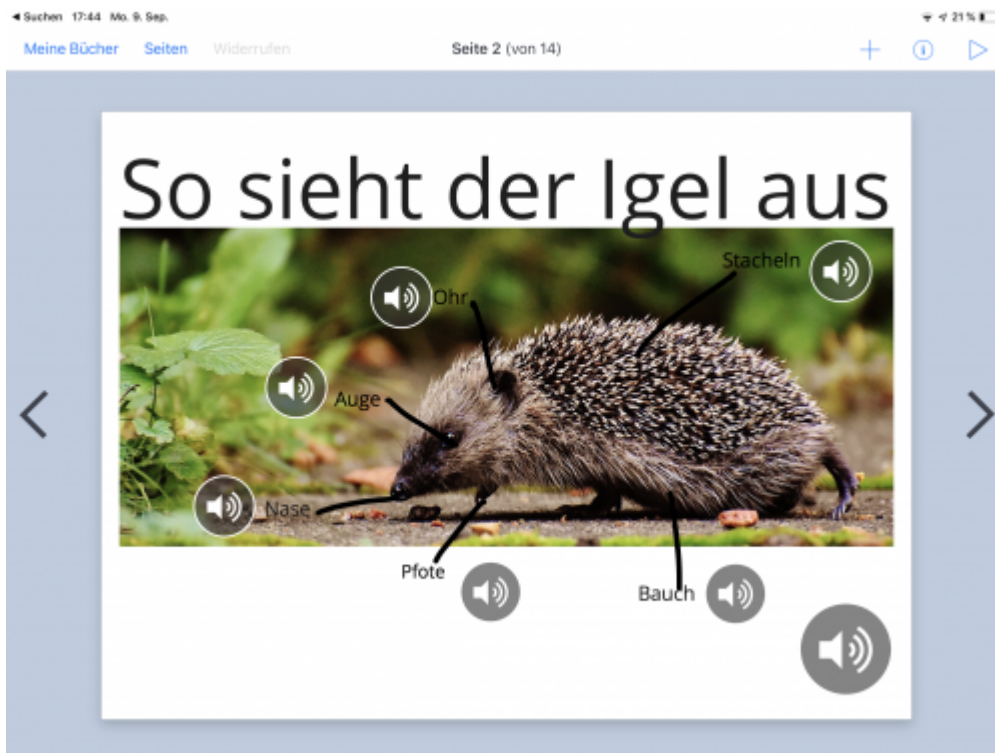 Suchen 17:44 Mo. 9. Sep. 21 %
Meine Bücher Seiten Widerrufen Seite 2 (von 14)
So sieht der Igel aus
Stacheln
Ohr
Auge
Nase
Pfote
Bauch